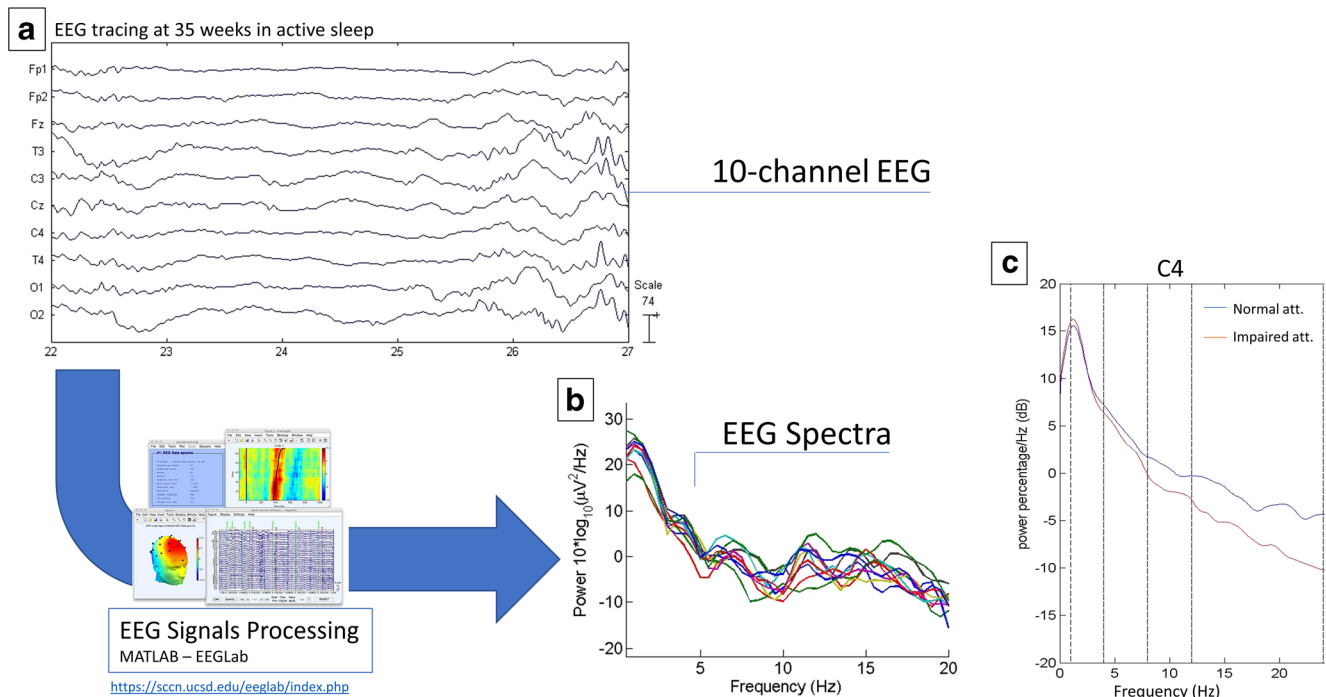 a
EEG tracing at 35 weeks in active sleep
Fp1
Fp2
Fz
T3
C3
Cz
C4
T4
O1
O2
22 23 24 25 26 27
Scale
74
10-channel EEG
EEG Signals Processing
MATLAB – EEGLab
https://sccn.ucsd.edu/eeglab/index.php
b
EEG Spectra
Power 10*log10(μV2/Hz)
30
20
10
0
-10
-20
5 10 15 20
Frequency (Hz)
c
C4
Normal att.
Impaired att.
power percentage/Hz (dB)
20
15
10
5
0
-5
-10
-15
-20
0 5 10 15 20
Frequency (Hz)